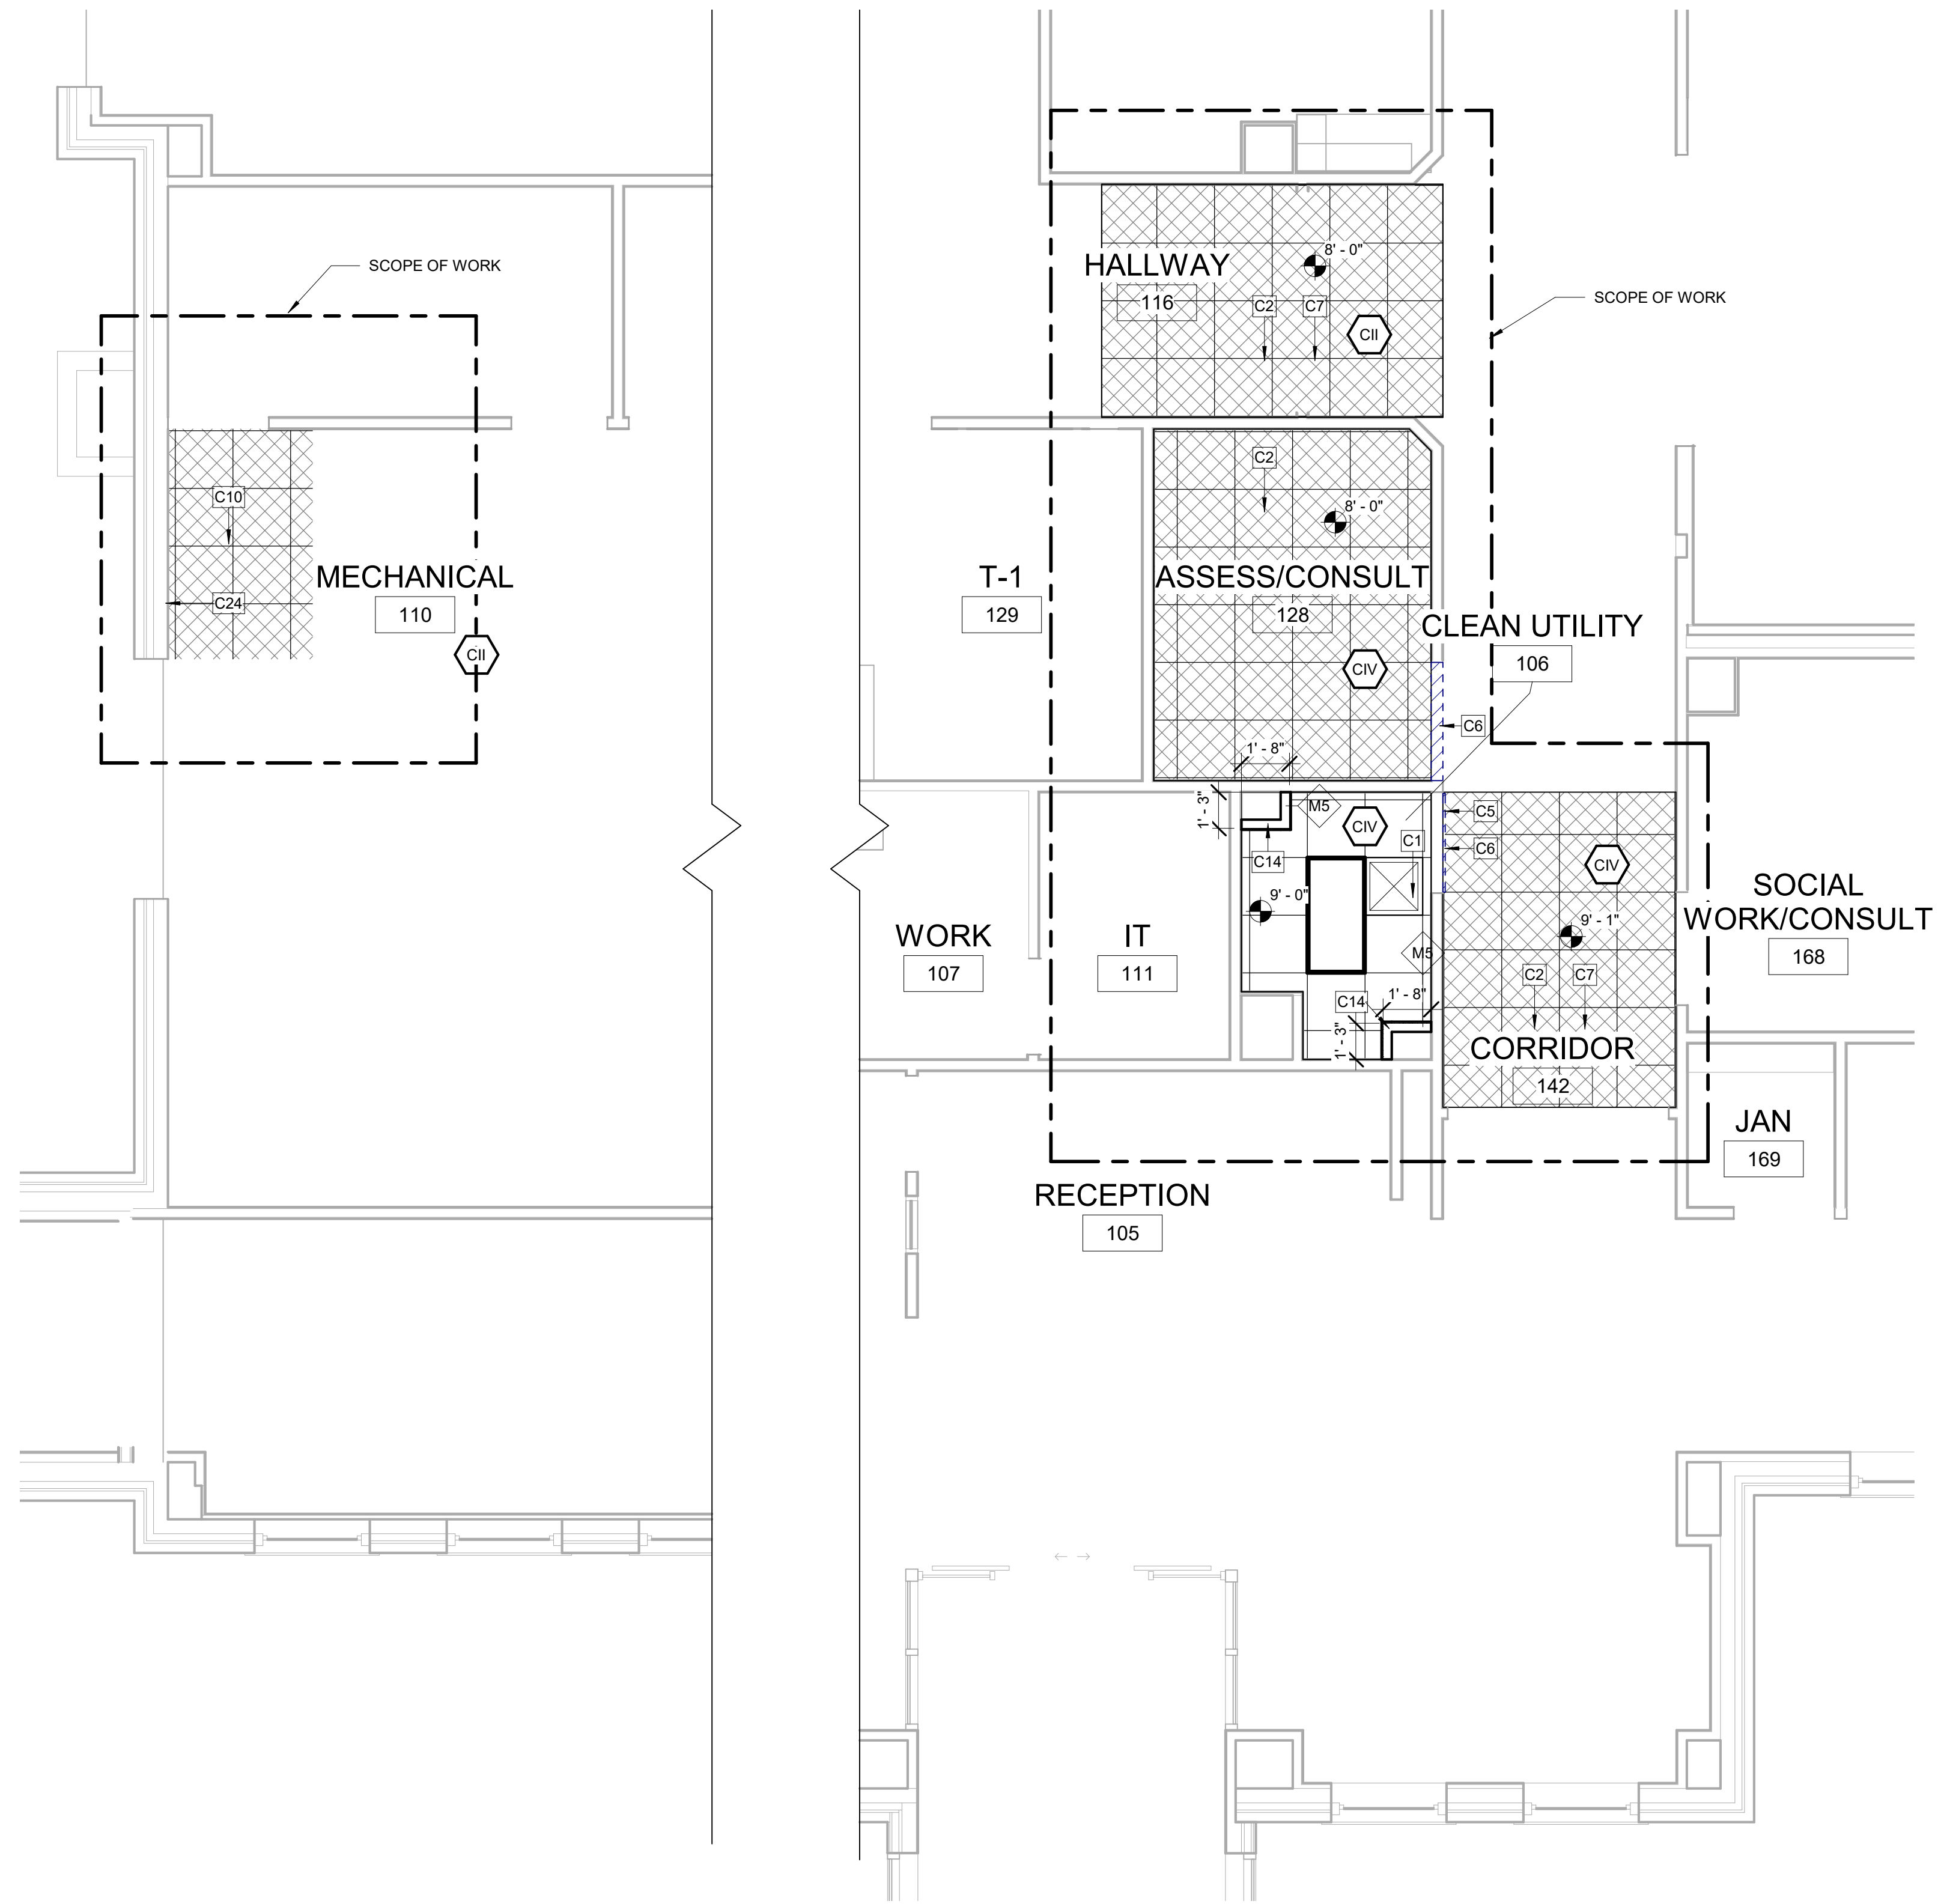 SCOPE OF WORK
C10
C24
MECHANICAL
110
CII
HALLWAY
116
8' - 0"
C2
C7
CII
SCOPE OF WORK
C2
8' - 0"
T-1
129
ASSESS/CONSULT
128
CIV
CLEAN UTILITY
106
C6
1' - 8"
1' - 3"
M5
CIV
C14
C1
9' - 0"
M5
C14
1' - 8"
1' - 3"
C5
C6
CIV
9' - 1"
C2
C7
CORRIDOR
142
WORK
107
IT
111
SOCIAL
WORK/CONSULT
168
JAN
169
RECEPTION
105